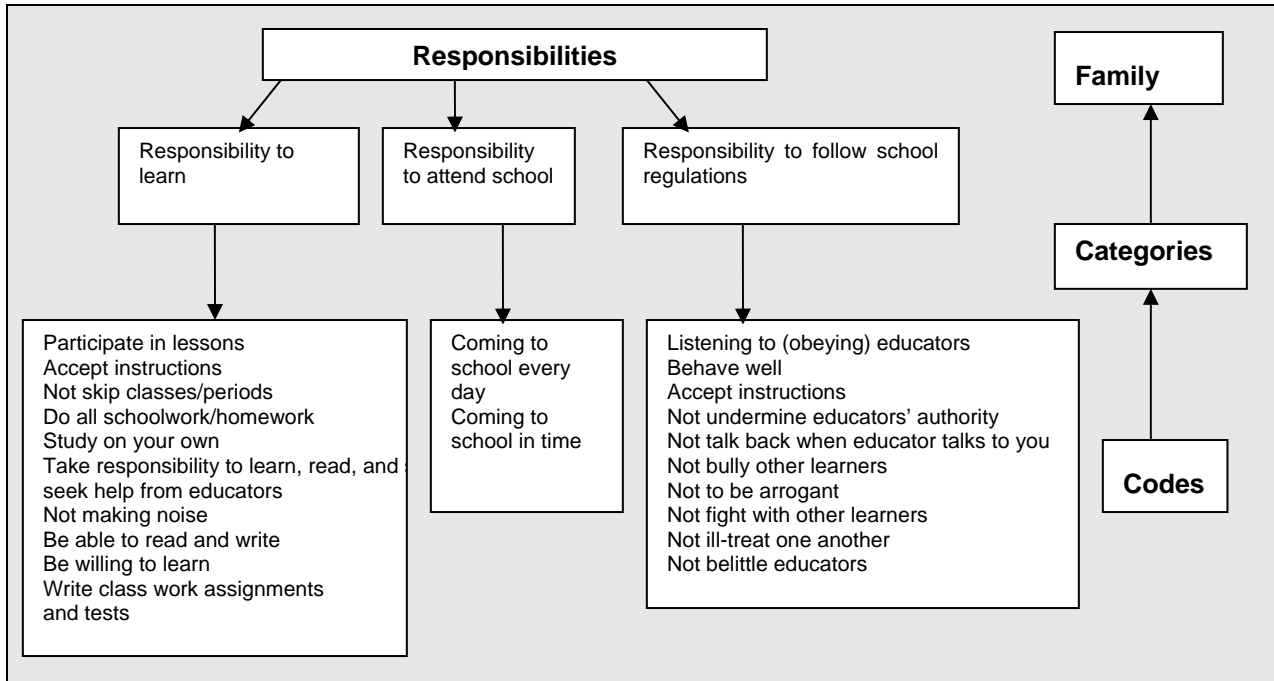 Responsibilities
Family
Responsibility to
learn
Responsibility
to attend school
Responsibility to follow school
regulations
Categories
Participate in lessons
Accept instructions
Not skip classes/periods
Do all schoolwork/homework
Study on your own
Take responsibility to learn, read, and
seek help from educators
Not making noise
Be able to read and write
Be willing to learn
Write class work assignments
and tests
Coming to
school every
day
Coming to
school in time
Listening to (obeying) educators
Behave well
Accept instructions
Not undermine educators’ authority
Not talk back when educator talks to you
Not bully other learners
Not to be arrogant
Not fight with other learners
Not ill-treat one another
Not belittle educators
Codes